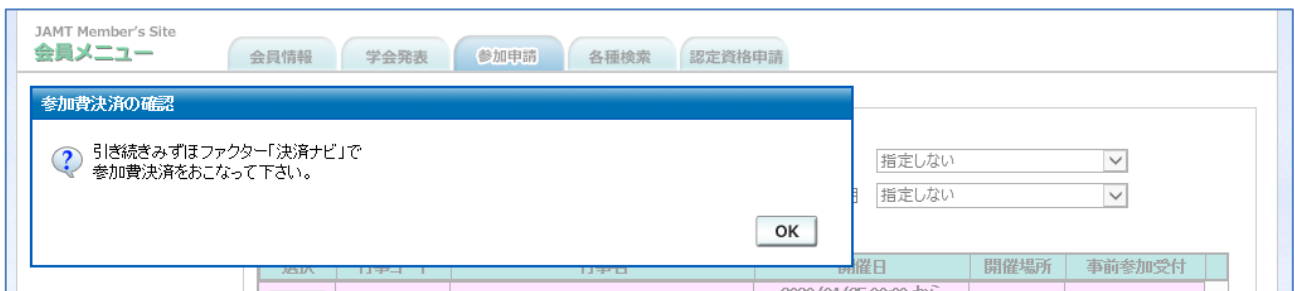 JAMT Member's Site
会員メニュー
会員情報 学会発表 参加申請 各種検索 認定資格申請
参加費決済の確認
引き続きみずほファクター「決済ナビ」で
参加費決済をおこなって下さい。
指定しない
指定しない
OK
開催日 開催場所 事前参加受付